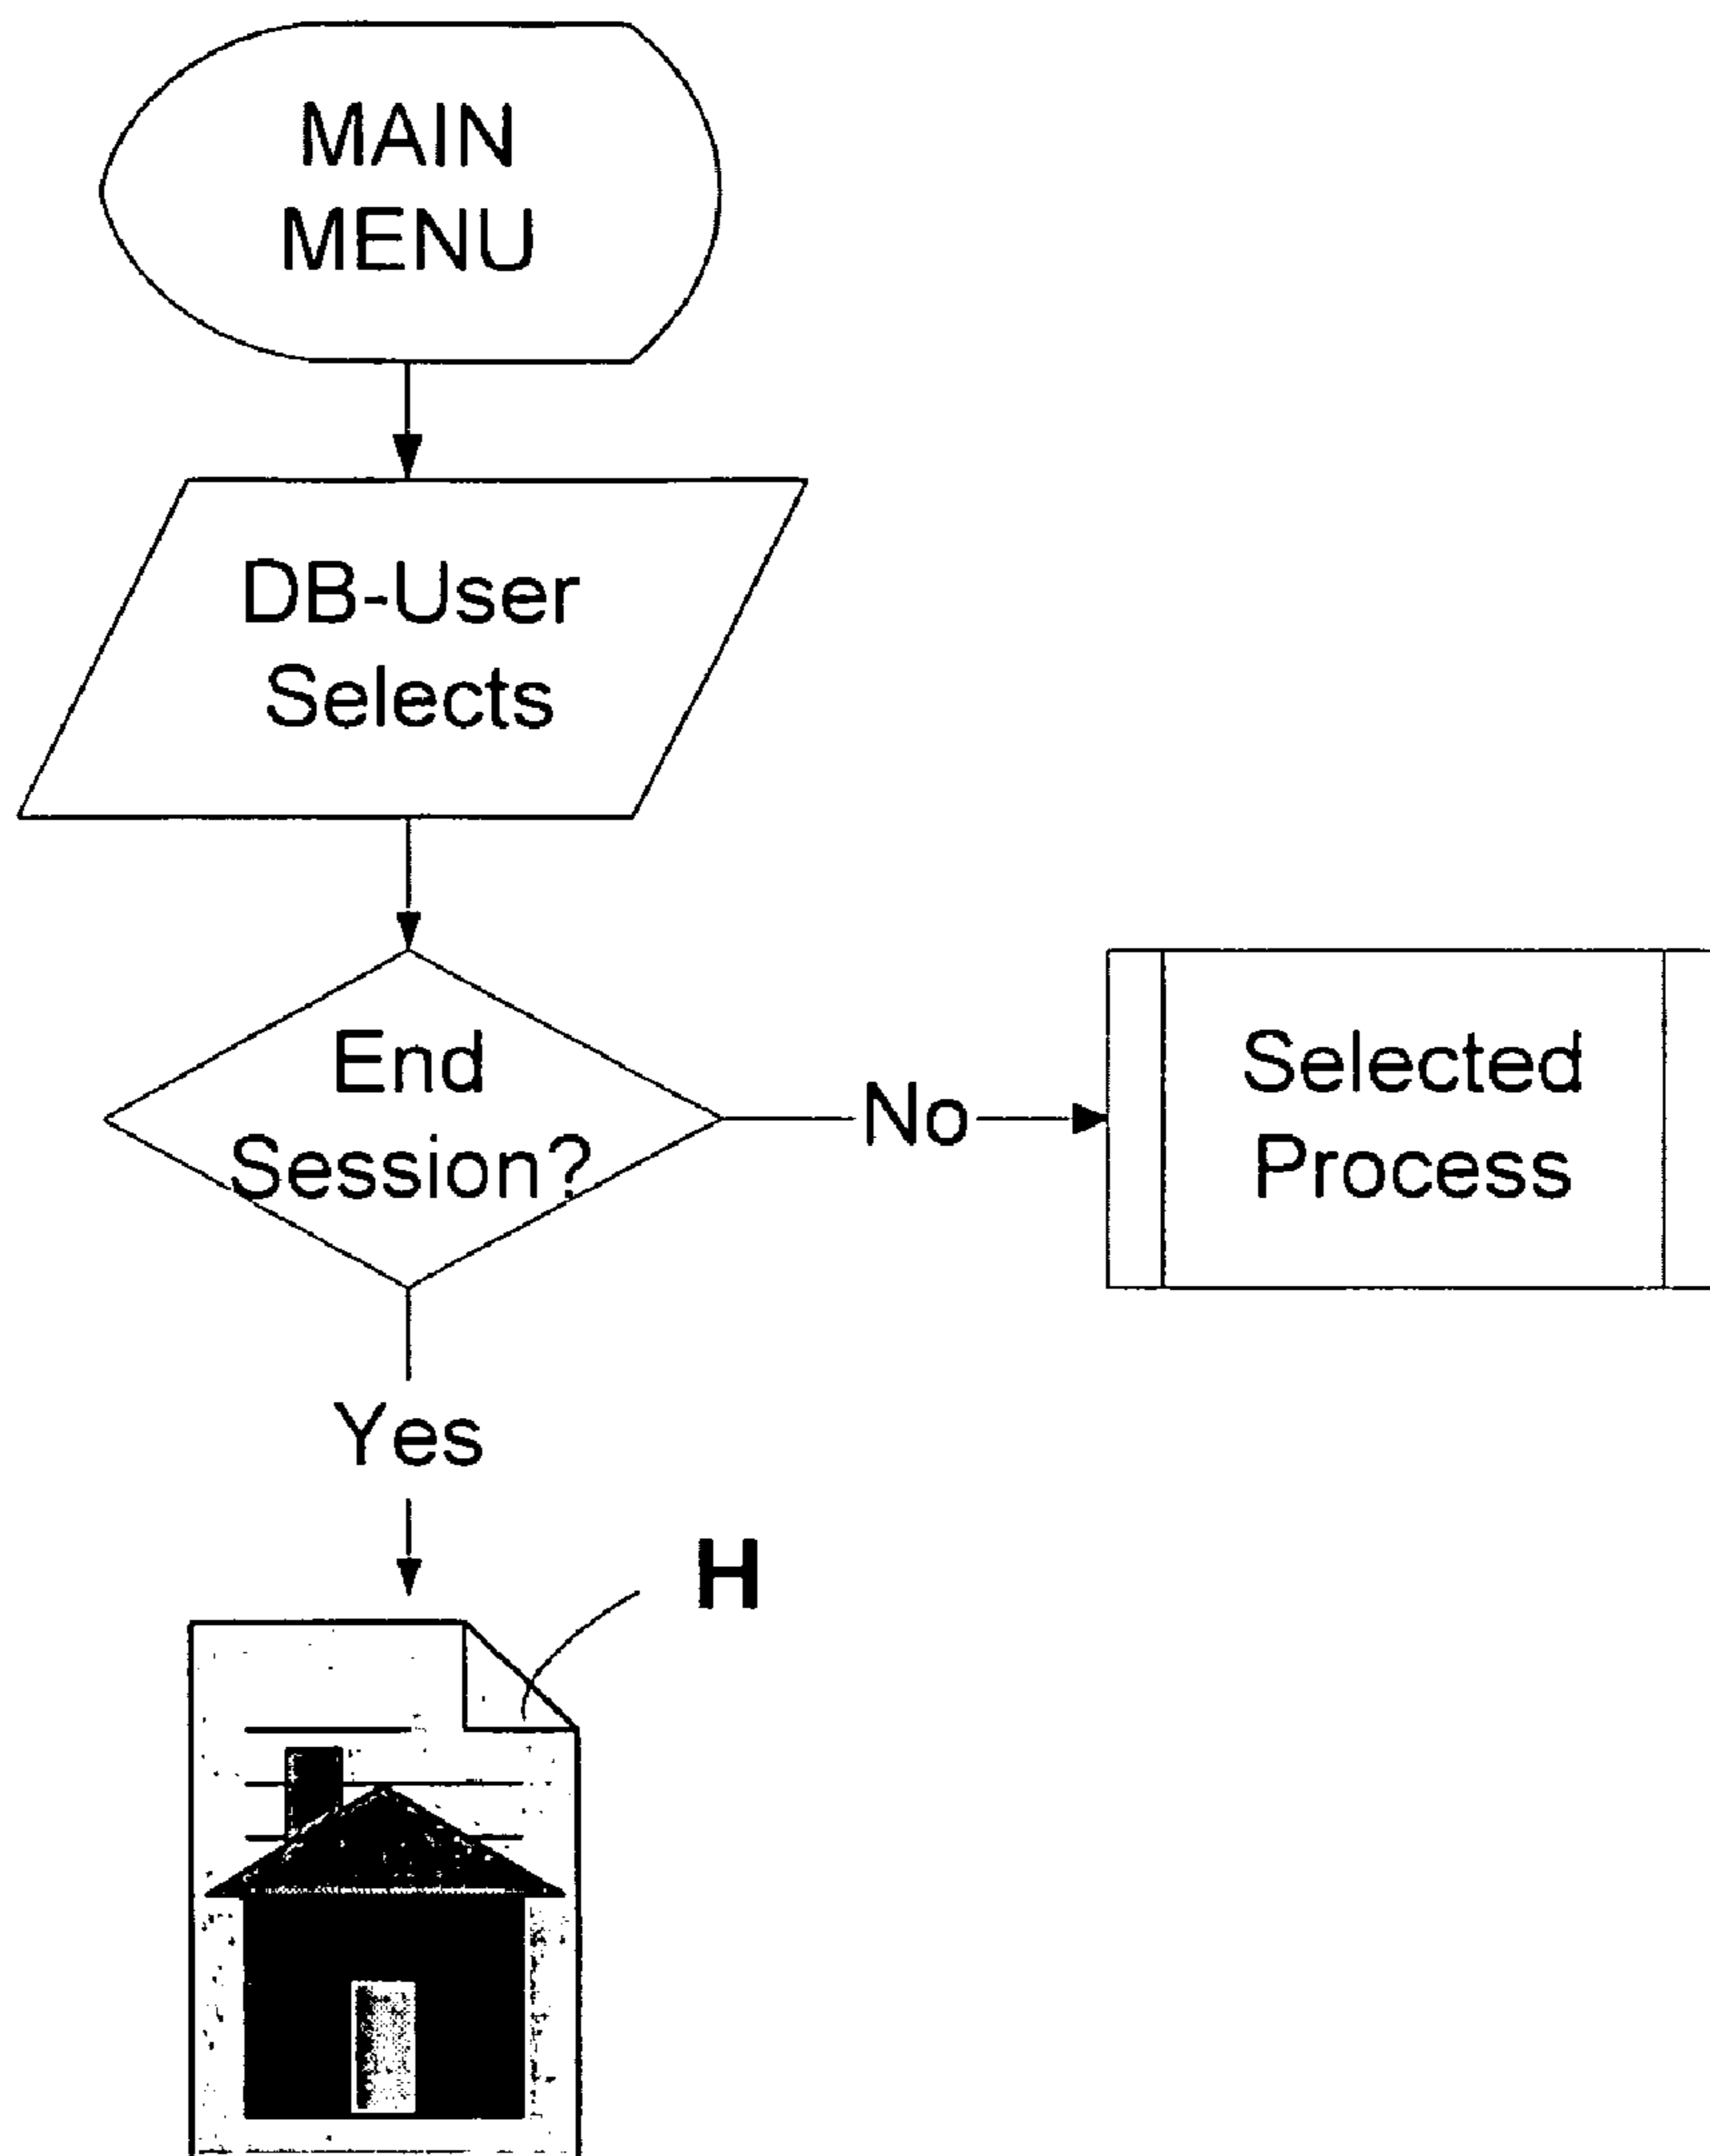 MAIN
MENU
DB-User
Selects
End
Session?
No
Selected
Process
Yes
H